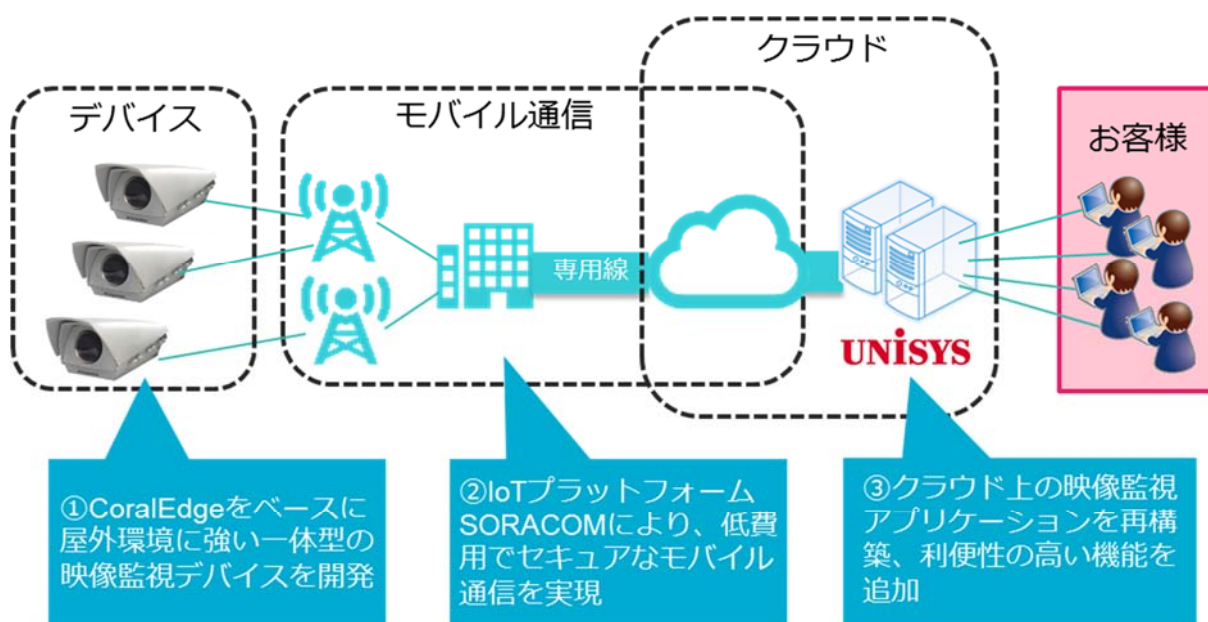 クラウド
デバイス
モバイル通信
お客様
専用線
UNiSYS
①CoralEdgeをベースに
屋外環境に強い一体型の
映像監視デバイスを開発
②IoTプラットフォーム
SORACOMにより、低費
用でセキュアなモバイル
通信を実現
③クラウド上の映像監視
アプリケーションを再構
築、利便性の高い機能を
追加